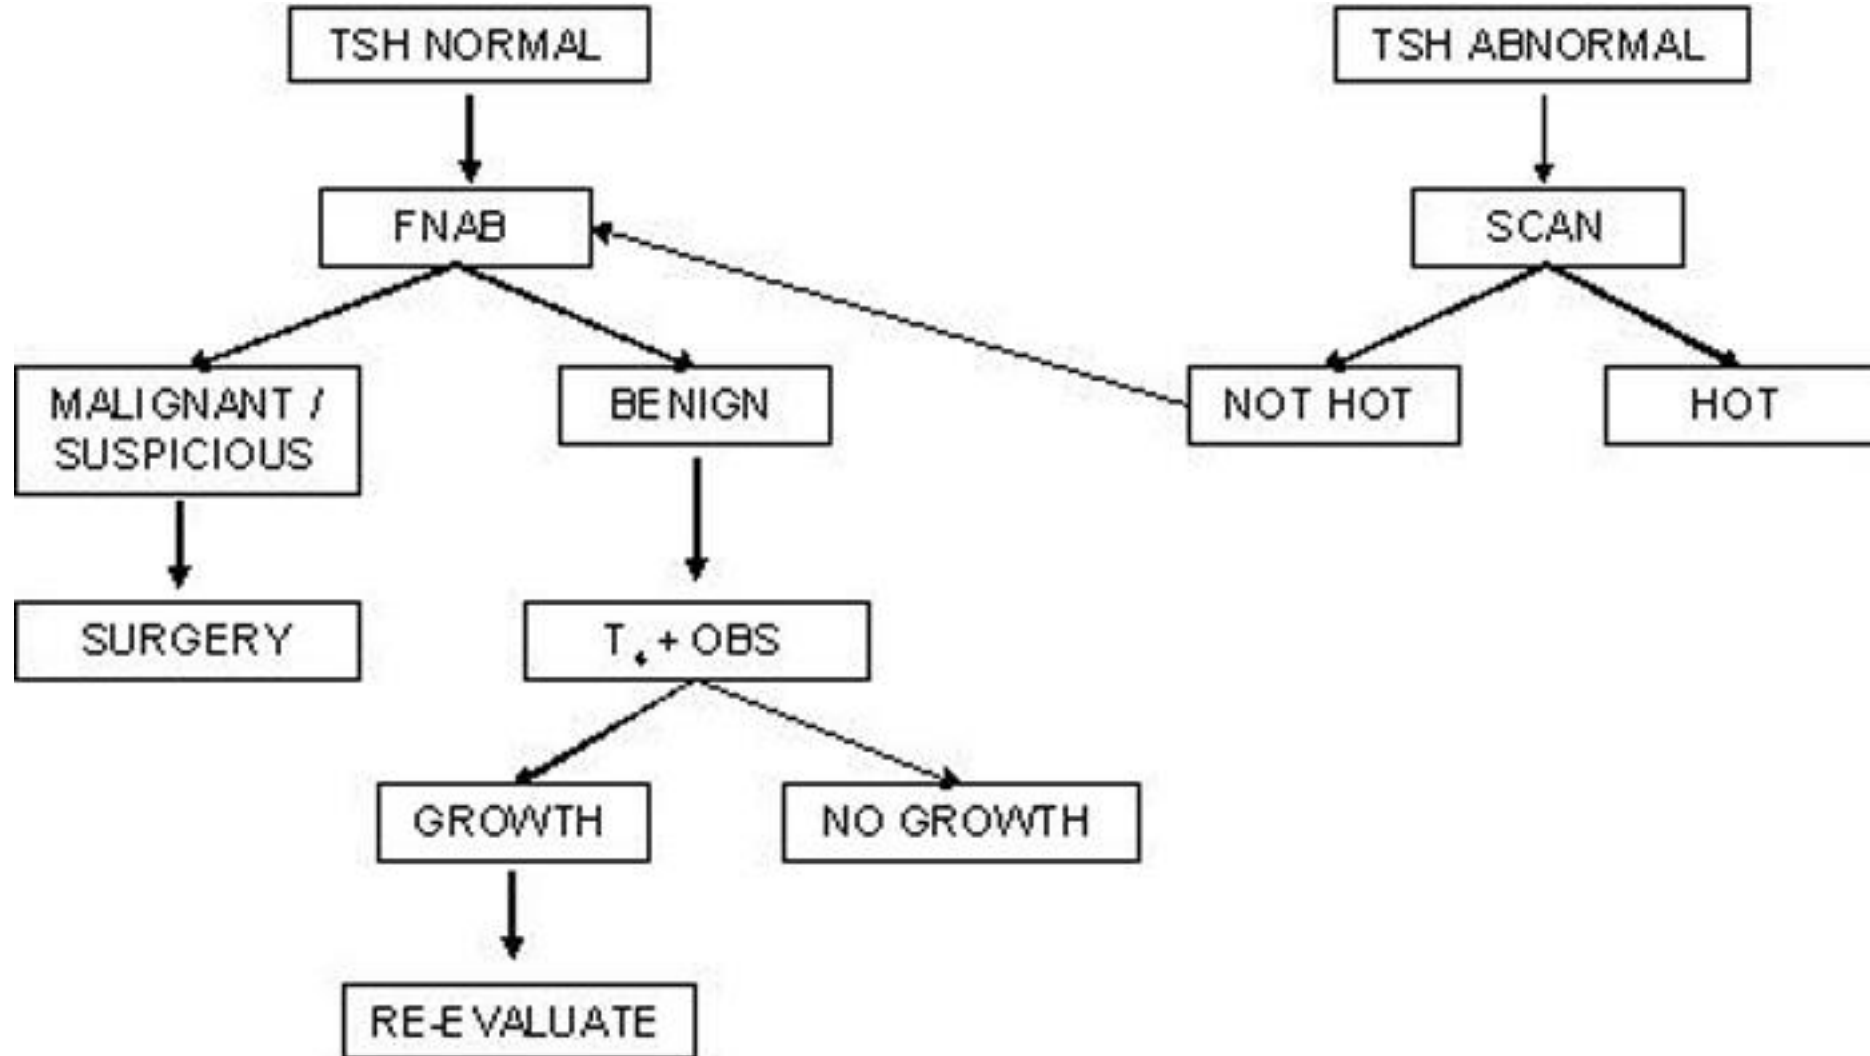 TSH NORMAL
TSH ABNORMAL
FNAB
SCAN
MALIGNANT /
SUSPICIOUS
BENIGN
NOT HOT
HOT
SURGERY
T₄ + OBS
GROWTH
NO GROWTH
RE-EVALUATE